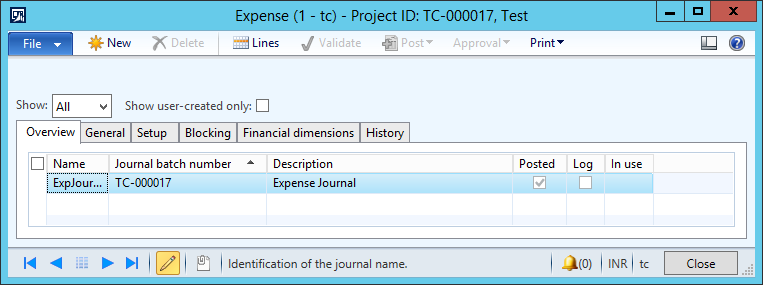 Expense (1 - tc) - Project ID: TC-000017, Test
File New Delete Lines Validate Post Approval Print
Show: All Show user-created only:
Overview General Setup Blocking Financial dimensions History
Name Journal batch number Description Posted Log In use
ExpJour... TC-000017 Expense Journal
Identification of the journal name. (0) INR tc Close